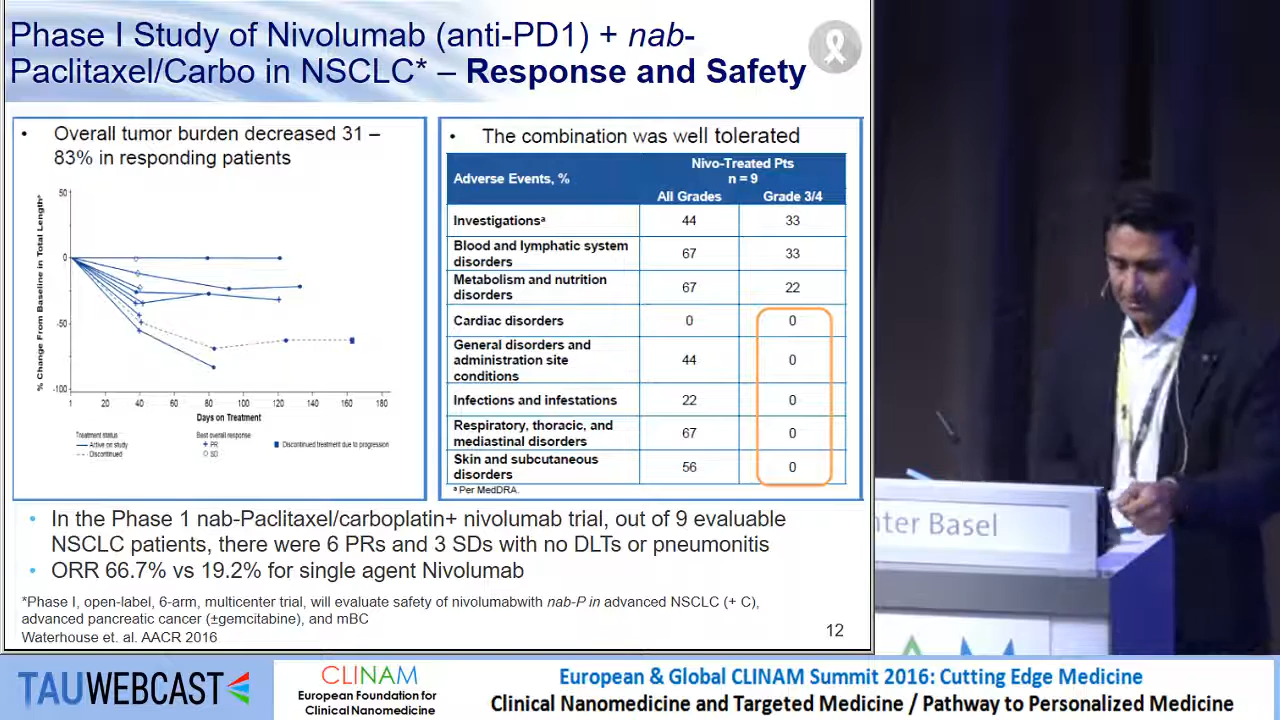 Phase I Study of Nivolumab (anti-PD1) + nab-
Paclitaxel/Carbo in NSCLC* – Response and Safety
• Overall tumor burden decreased 31 –
83% in responding patients
% Change From Baseline in Total Lengthᵃ
50
0
-50
-100
1 20 40 60 80 100 120 140 160 180
Days on Treatment
Treatment status
Active on study
Discontinued
Best overall response
PR
SD
Discontinued treatment due to progression
• The combination was well tolerated
Adverse Events, %
Nivo-Treated Pts
n = 9
All Grades Grade 3/4
Investigationsᵃ 44 33
Blood and lymphatic system
disorders 67 33
Metabolism and nutrition
disorders 67 22
Cardiac disorders 0 0
General disorders and
administration site
conditions 44 0
Infections and infestations 22 0
Respiratory, thoracic, and
mediastinal disorders 67 0
Skin and subcutaneous
disorders 56 0
ᵃ Per MedDRA.
• In the Phase 1 nab-Paclitaxel/carboplatin+ nivolumab trial, out of 9 evaluable
NSCLC patients, there were 6 PRs and 3 SDs with no DLTs or pneumonitis
• ORR 66.7% vs 19.2% for single agent Nivolumab
*Phase I, open-label, 6-arm, multicenter trial, will evaluate safety of nivolumabwith nab-P in advanced NSCLC (+ C),
advanced pancreatic cancer (±gemcitabine), and mBC
Waterhouse et. al. AACR 2016
12
nter Basel
TAUWEBCAST
CLINAM
European Foundation for
Clinical Nanomedicine
European & Global CLINAM Summit 2016: Cutting Edge Medicine
Clinical Nanomedicine and Targeted Medicine / Pathway to Personalized Medicine